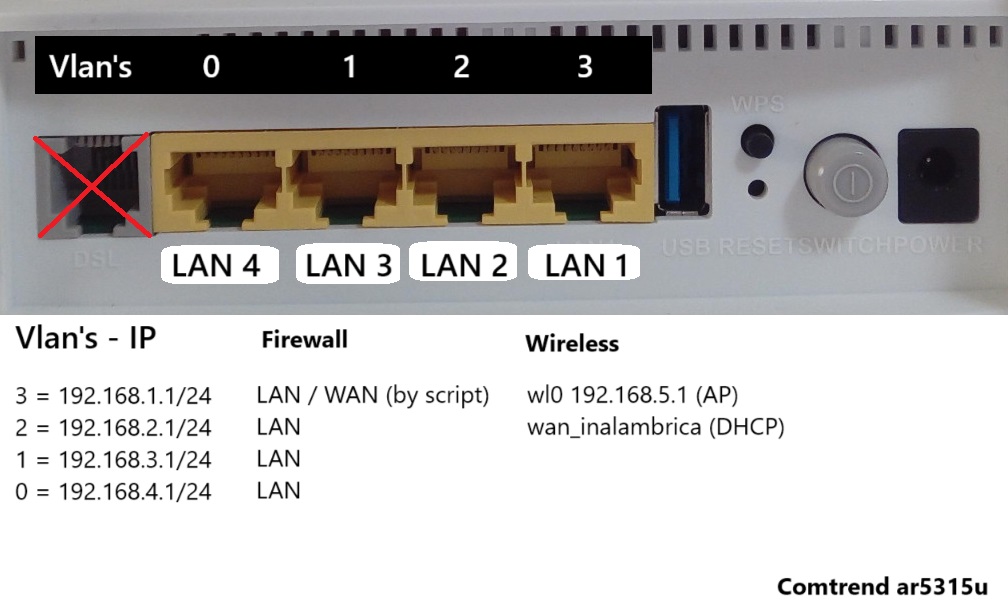 Vlan's 0 1 2 3
WPS
DSL
LAN 4 LAN 3 LAN 2 LAN 1
USB RESET SWITCH POWER
Vlan's - IP Firewall Wireless
3 = 192.168.1.1/24 LAN / WAN (by script) wl0 192.168.5.1 (AP)
2 = 192.168.2.1/24 LAN wan_inalambrica (DHCP)
1 = 192.168.3.1/24 LAN
0 = 192.168.4.1/24 LAN
Comtrend ar5315u